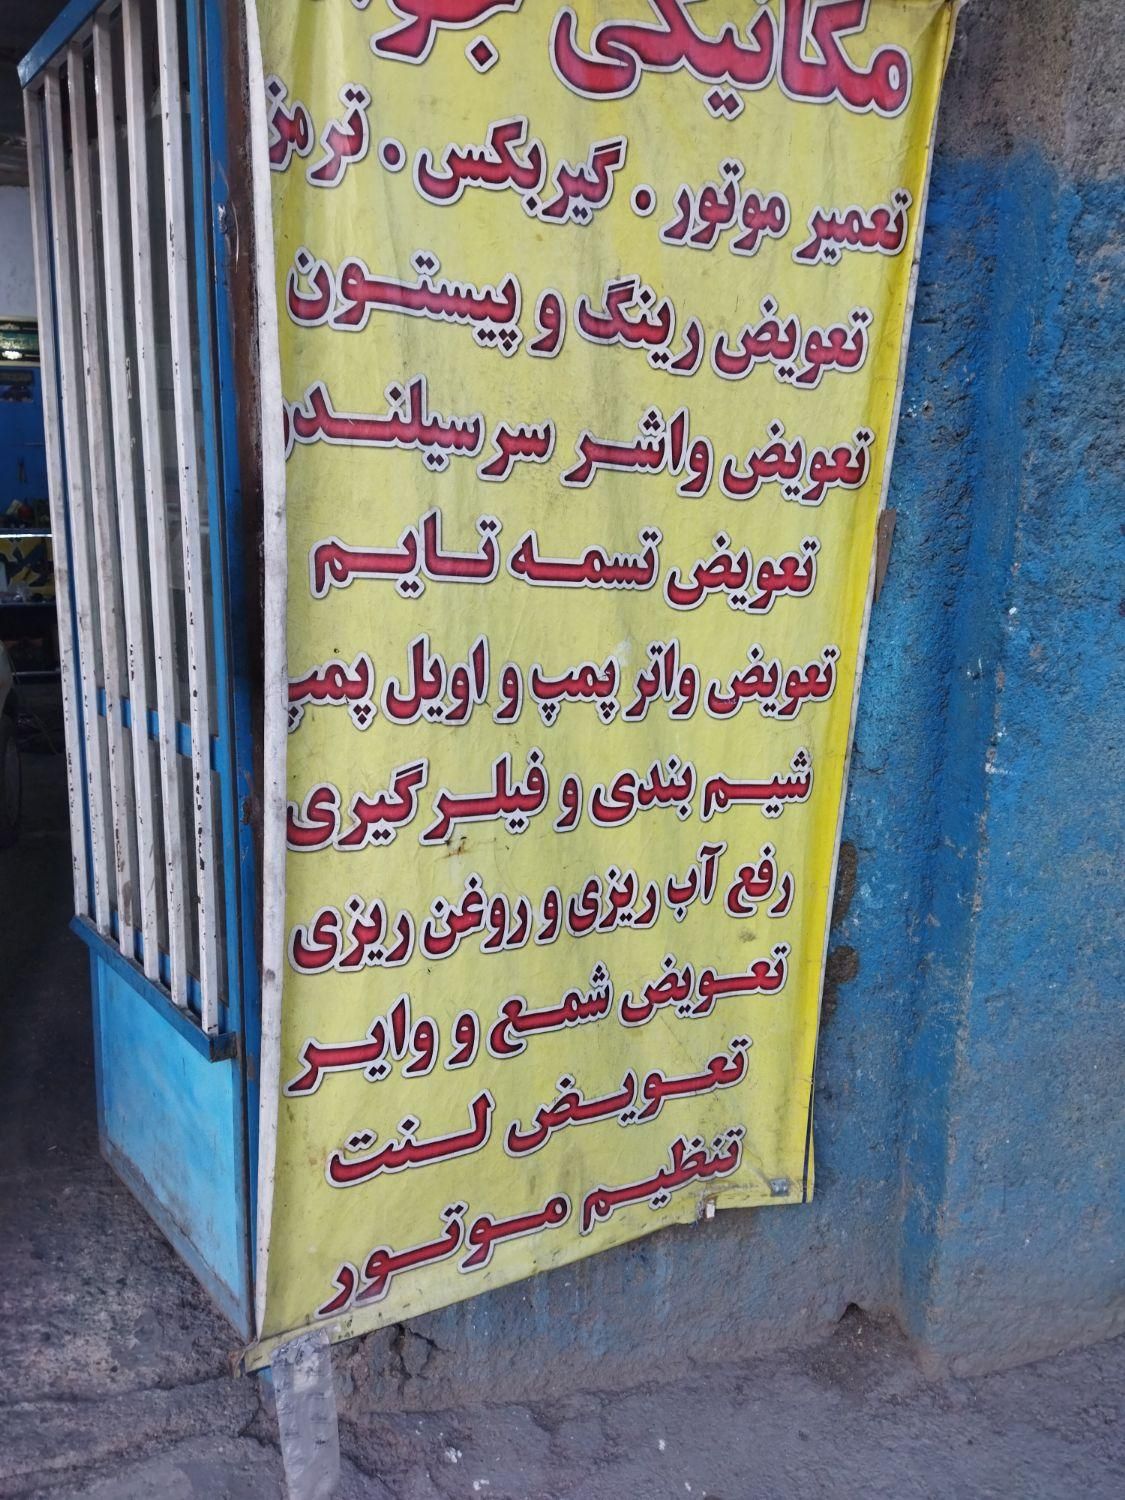 مکانیکی
تعمیر موتور . گیربکس . ترمز
تعویض رینگ و پیستون
تعویض واشر سر سیلندر
تعویض تسمه تایم
تعویض واتر پمپ و اویل پمپ
شیم بندی و فیلر گیری
رفع آب ریزی و روغن ریزی
تعویض شمع و وایر
تعویض لنت
تنظیم موتور